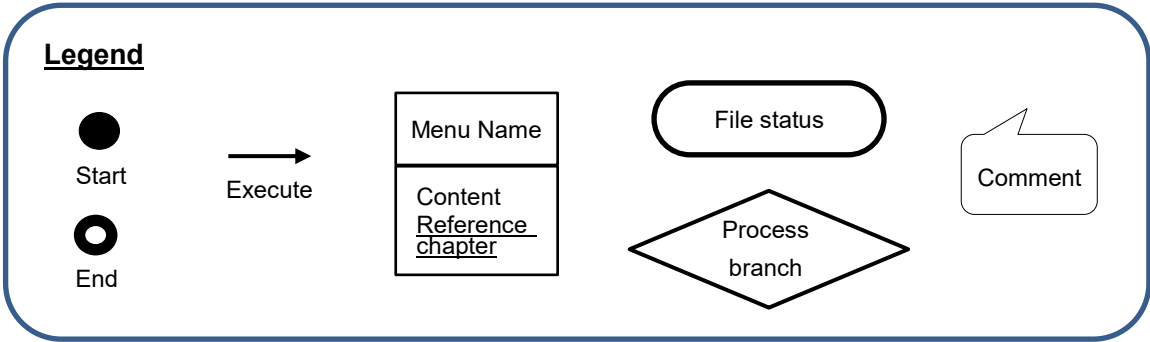 Legend
Start
End
Execute
Menu Name
Content
Reference
chapter
File status
Process
branch
Comment